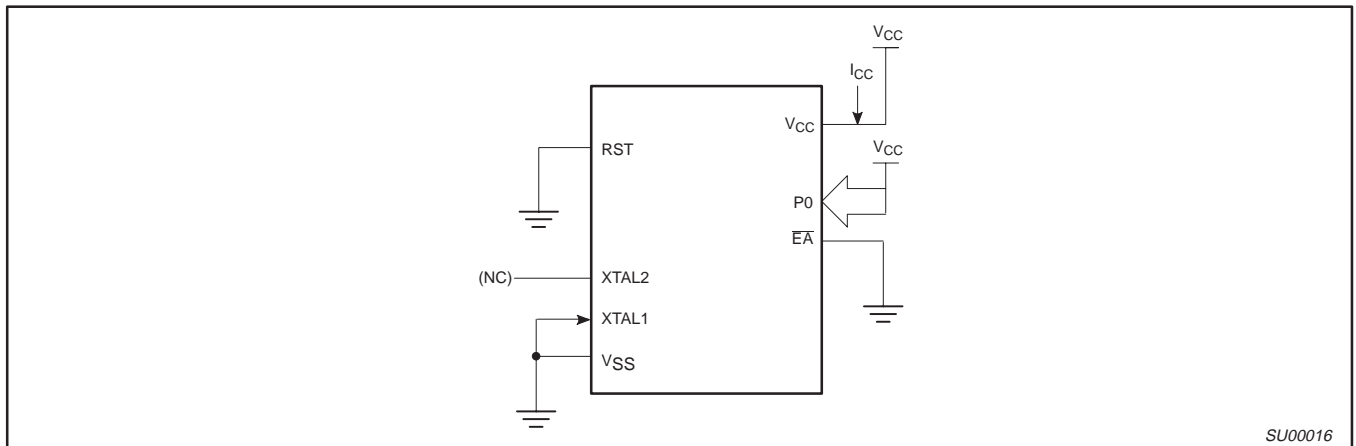 VCC
ICC
VCC
VCC
RST
P0
EA
(NC)
XTAL2
XTAL1
VSS
SU00016